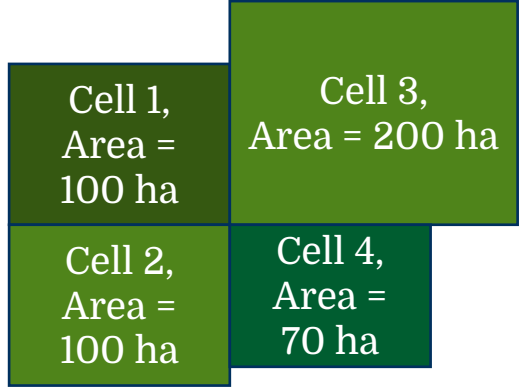 Cell 1,
Area =
100 ha
Cell 3,
Area = 200 ha
Cell 2,
Area =
100 ha
Cell 4,
Area =
70 ha